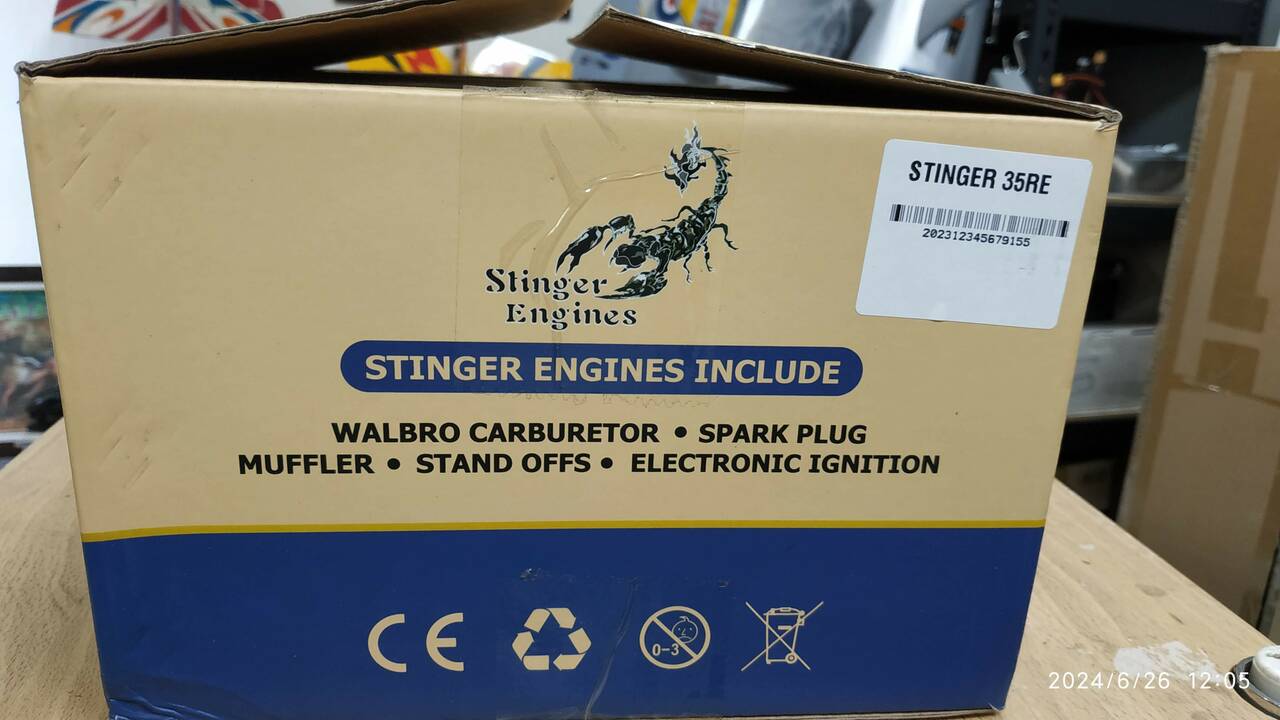 STINGER 35RE
202312345679155
Stinger
Engines
STINGER ENGINES INCLUDE
WALBRO CARBURETOR • SPARK PLUG
MUFFLER • STAND OFFS • ELECTRONIC IGNITION
CE
0-3
2024/6/26 12:05